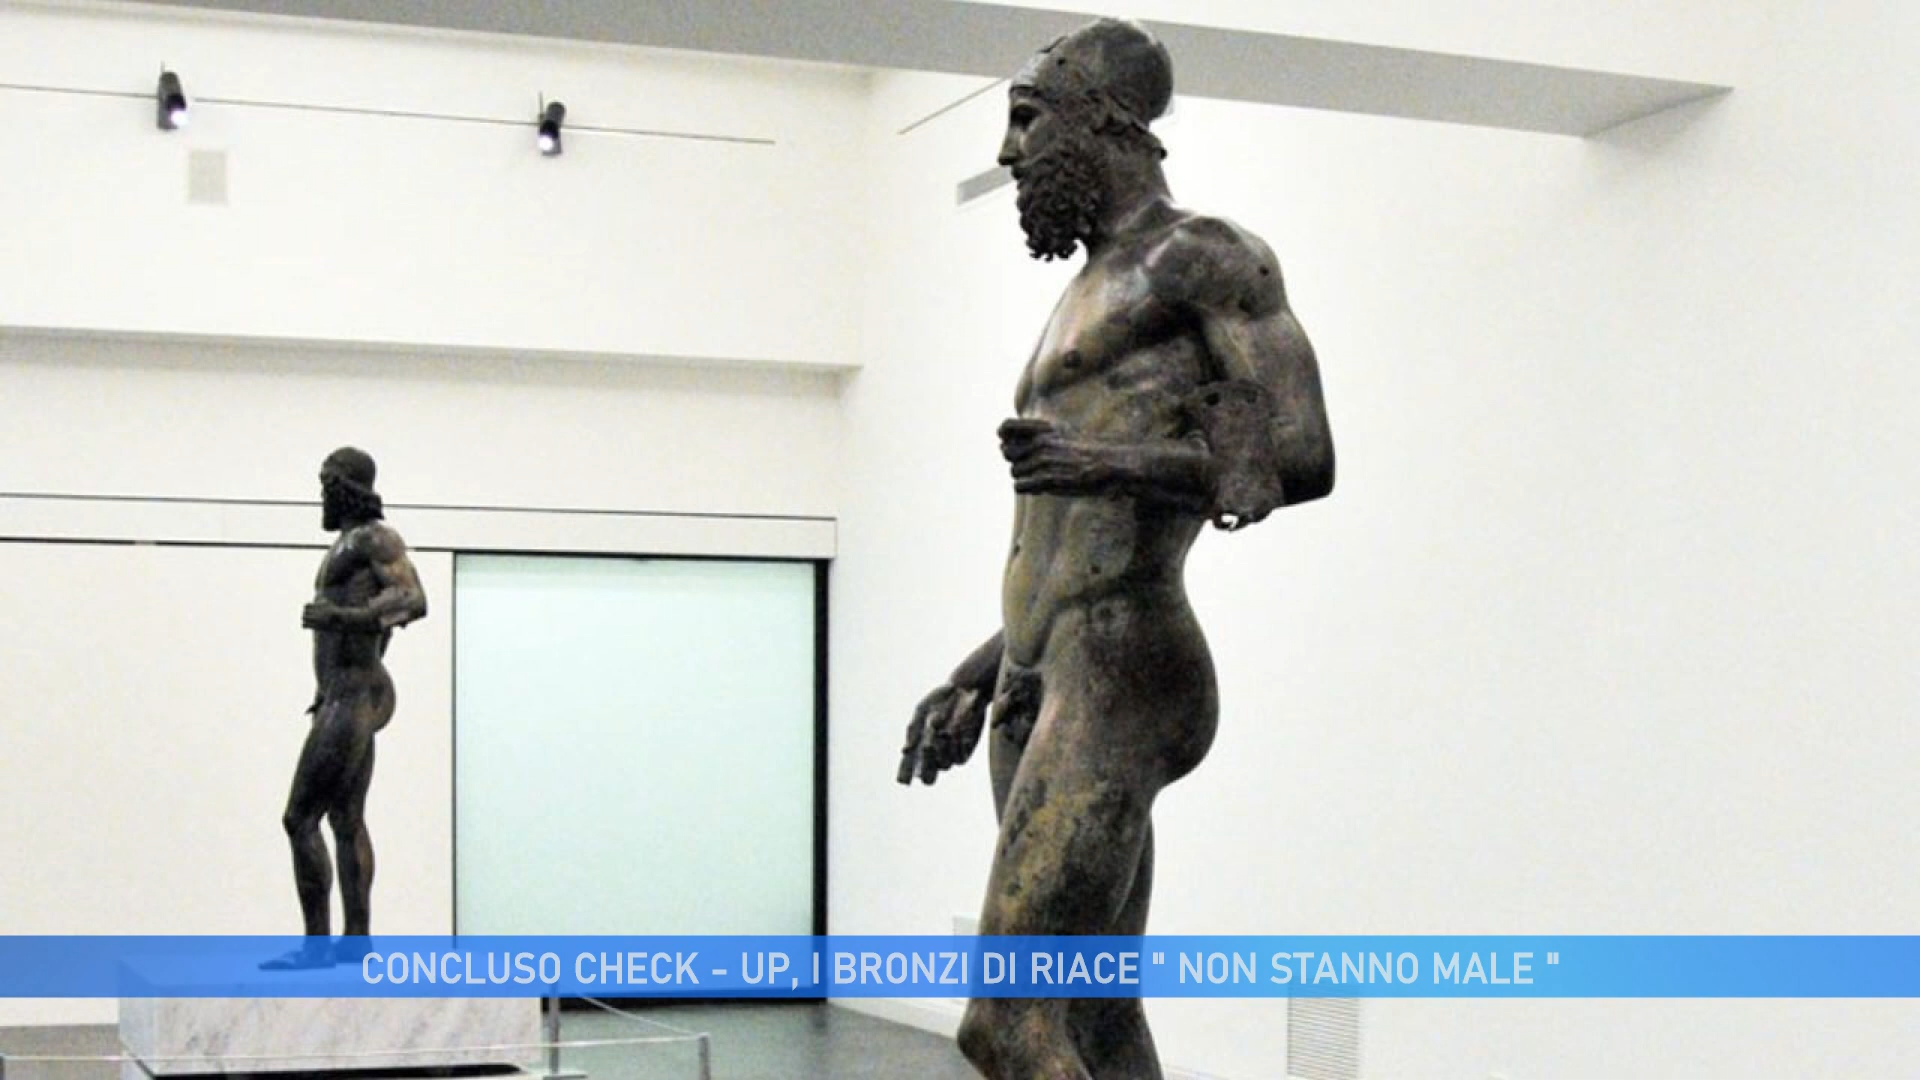 CONCLUSO CHECK - UP, I BRONZI DI RIACE " NON STANNO MALE "